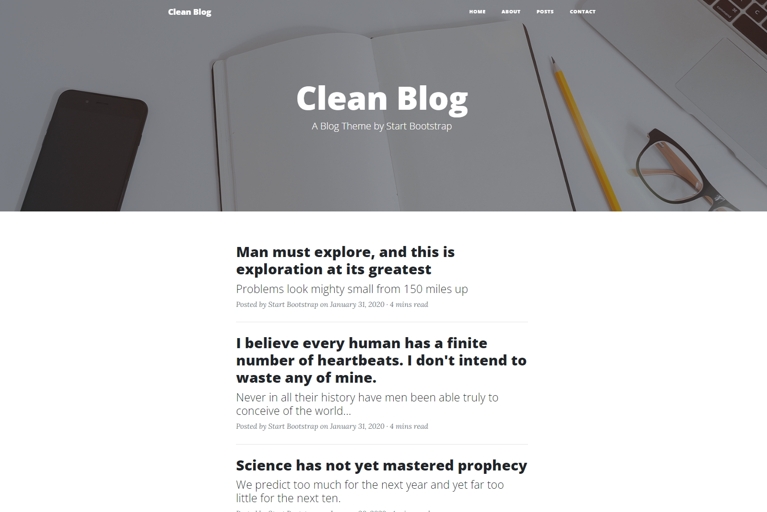 Clean Blog
HOME ABOUT POSTS CONTACT
Clean Blog
A Blog Theme by Start Bootstrap
Man must explore, and this is
exploration at its greatest
Problems look mighty small from 150 miles up
Posted by Start Bootstrap on January 31, 2020 · 4 mins read
I believe every human has a finite
number of heartbeats. I don't intend to
waste any of mine.
Never in all their history have men been able truly to
conceive of the world...
Posted by Start Bootstrap on January 31, 2020 · 4 mins read
Science has not yet mastered prophecy
We predict too much for the next year and yet far too
little for the next ten.